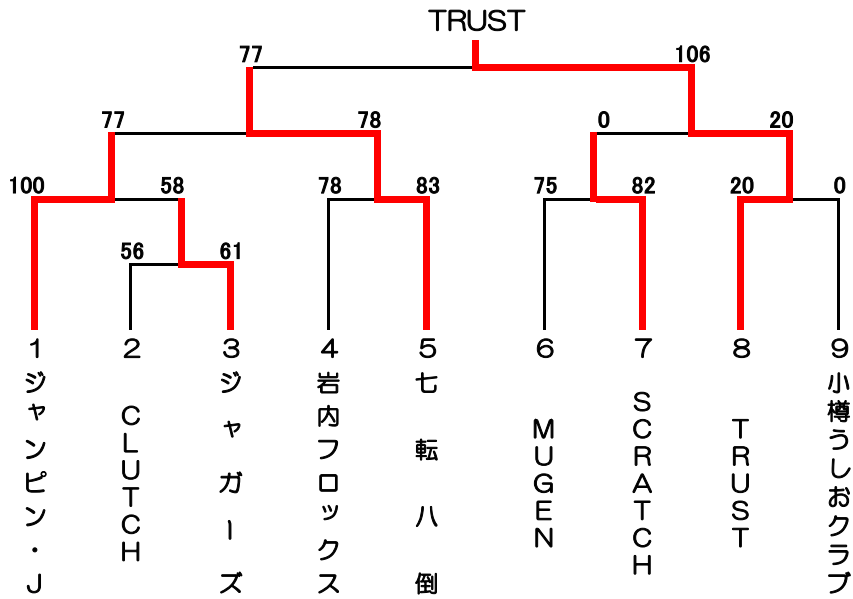 TRUST
77 106
77 78 0 20
100 58 78 83 75 82 20 0
56 61
1 2 3 4 5 6 7 8 9
ジャンピン・J
CLUTCH
ジャガーズ
岩内フロックス
七転八倒
MUGEN
SCRATCH
TRUST
小樽うしおクラブ